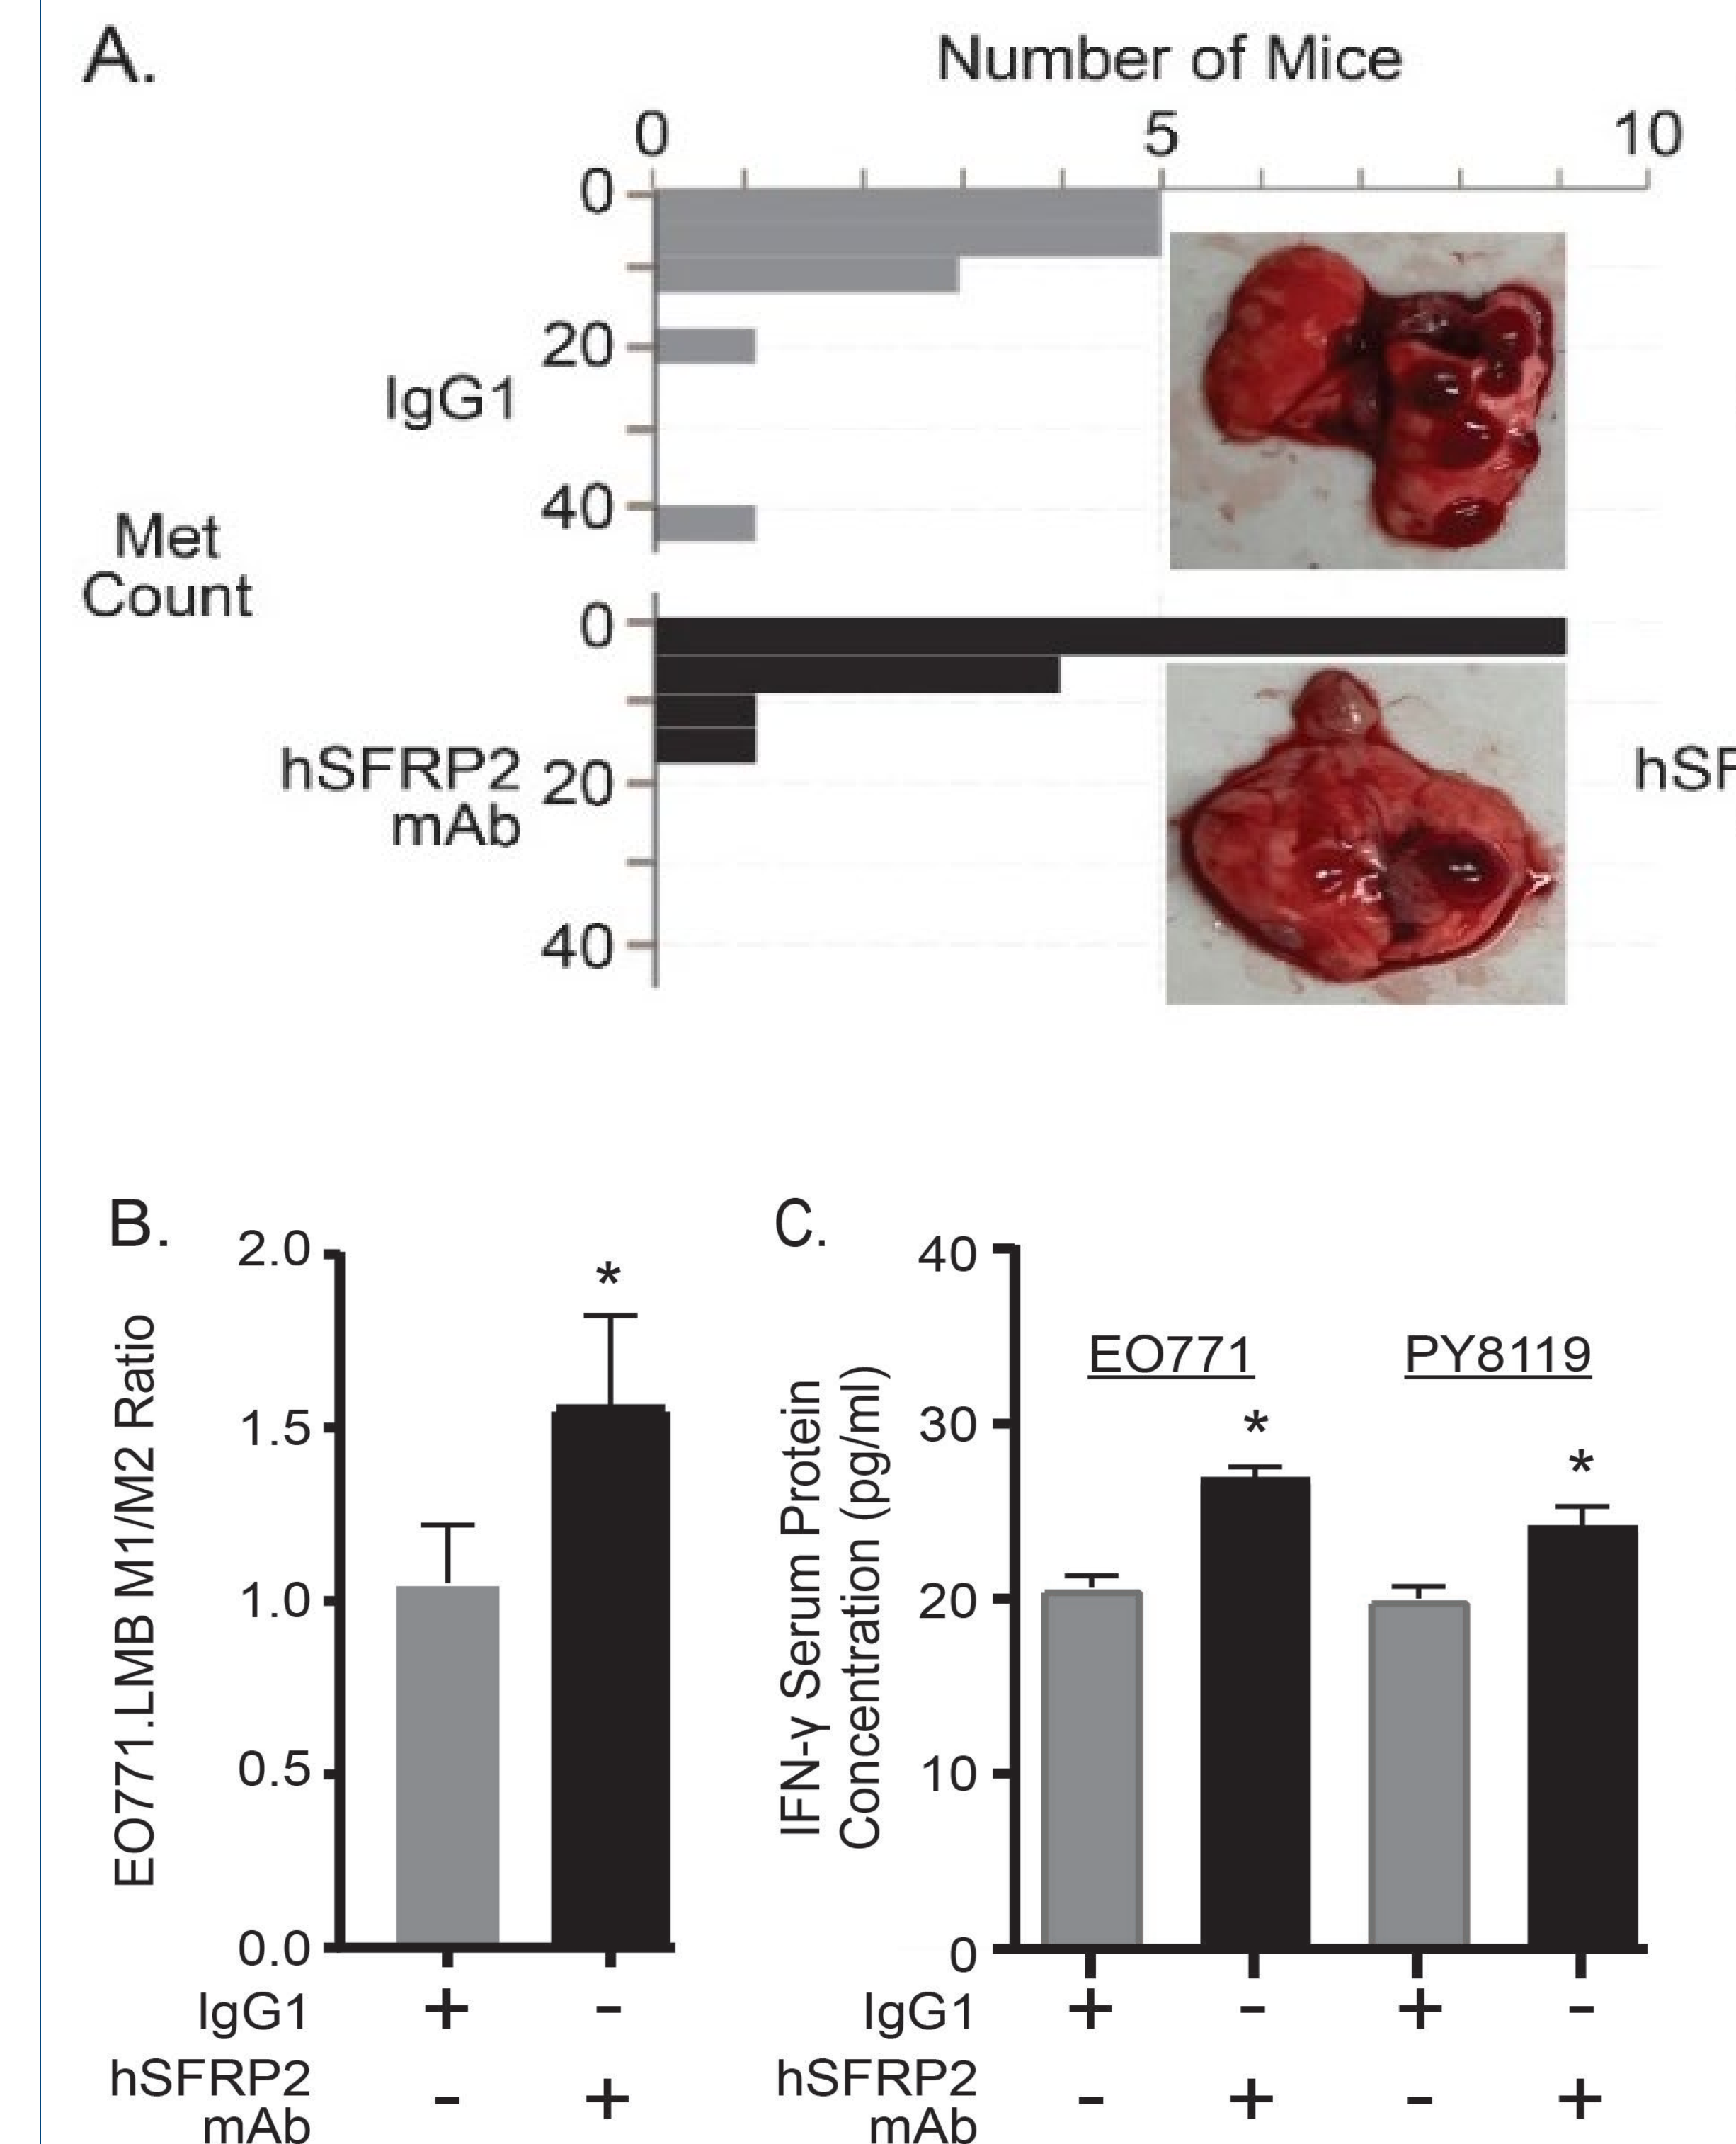 A.
Number of Mice
0 5 10
0
20
IgG1
40
Met
Count
0
hSFRP2
mAb
20
40
hSF
B.
2.0
1.5
1.0
0.5
0.0
EO771.LMB M1/M2 Ratio
*
IgG1 + -
hSFRP2
mAb - +
C.
40
30
20
10
0
IFN-γ Serum Protein
Concentration (pg/ml)
EO771 PY8119
* *
IgG1 + - + -
hSFRP2
mAb - + - +